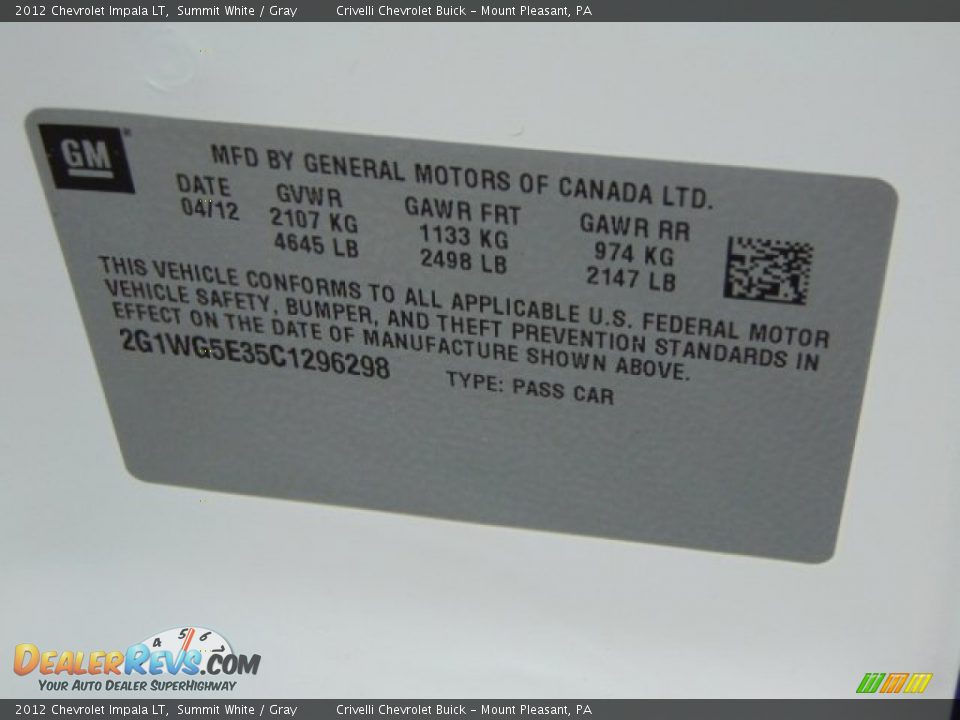 2012 Chevrolet Impala LT, Summit White / Gray Crivelli Chevrolet Buick - Mount Pleasant, PA
GM
MFD BY GENERAL MOTORS OF CANADA LTD.
DATE GVWR GAWR FRT GAWR RR
04/12 2107 KG 1133 KG 974 KG
4645 LB 2498 LB 2147 LB
THIS VEHICLE CONFORMS TO ALL APPLICABLE U.S. FEDERAL MOTOR
VEHICLE SAFETY, BUMPER, AND THEFT PREVENTION STANDARDS IN
EFFECT ON THE DATE OF MANUFACTURE SHOWN ABOVE.
2G1WG5E35C1296298 TYPE: PASS CAR
4 5 6 7
DEALERREVS.COM
YOUR AUTO DEALER SUPERHIGHWAY
2012 Chevrolet Impala LT, Summit White / Gray Crivelli Chevrolet Buick - Mount Pleasant, PA